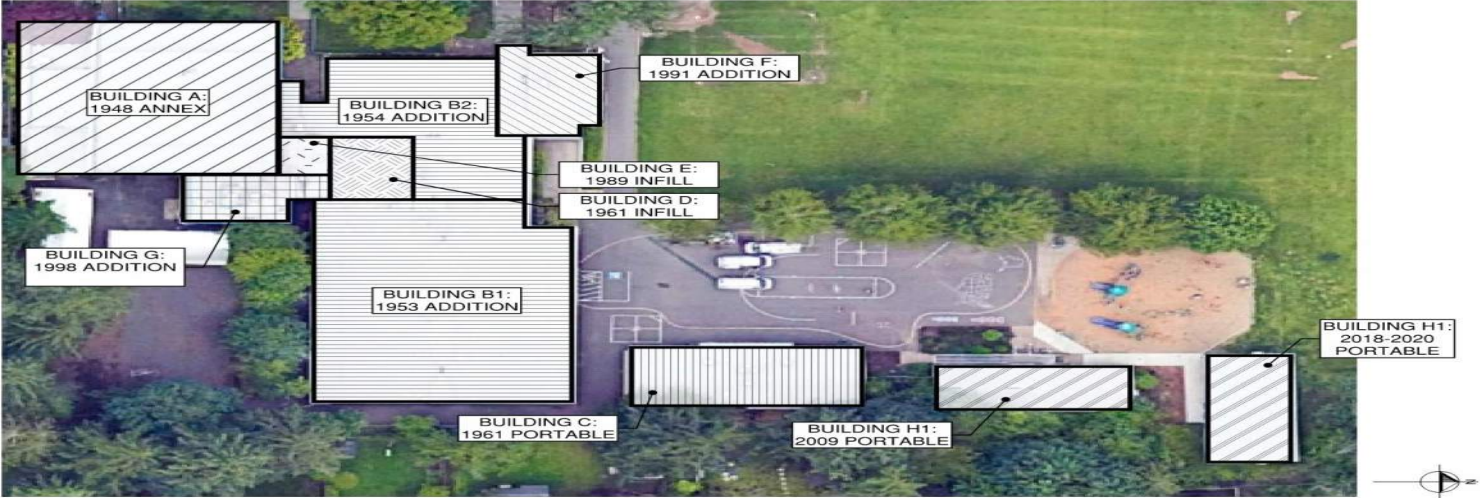 BUILDING A:
1948 ANNEX
BUILDING B2:
1954 ADDITION
BUILDING F:
1991 ADDITION
BUILDING E:
1989 INFILL
BUILDING D:
1961 INFILL
BUILDING G:
1998 ADDITION
BUILDING B1:
1953 ADDITION
BUILDING C:
1961 PORTABLE
BUILDING H1:
2009 PORTABLE
BUILDING H1:
2018-2020
PORTABLE
N